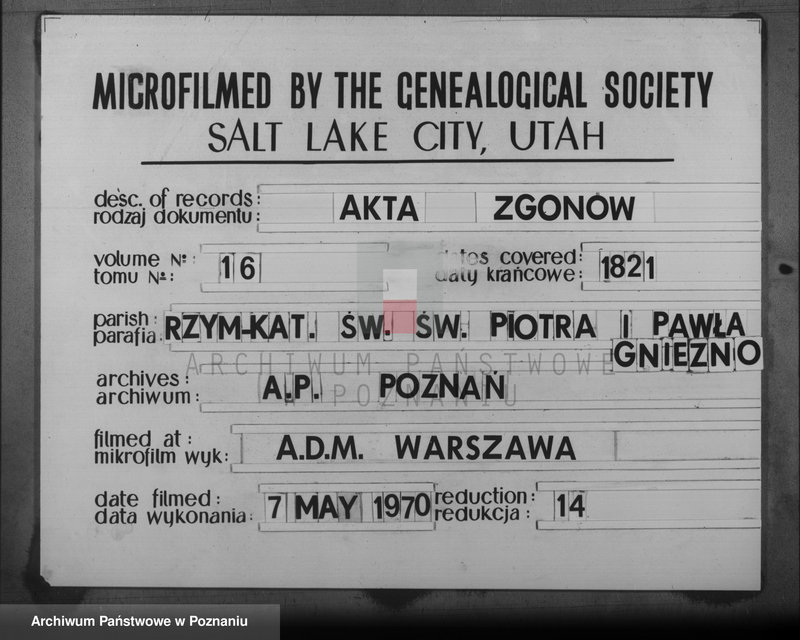 MICROFILMED BY THE GENEALOGICAL SOCIETY
SALT LAKE CITY, UTAH
desc. of records: AKTA ZGONÓW
rodzaj dokumentu:
volume №: 16 dates covered: 1821
tomu №: daty krańcowe:
parish: RZYM-KAT. ŚW. ŚW. PIOTRA I PAWŁA
parafia: GNIEZNO
ARCHIWUM PAŃSTWOWE
W POZNANIU
archives: A.P. POZNAŃ
archiwum:
filmed at: A.D.M. WARSZAWA
mikrofilm wyk:
date filmed: 7 MAY 1970 reduction: 14
data wykonania: redukcja:
Archiwum Państwowe w Poznaniu